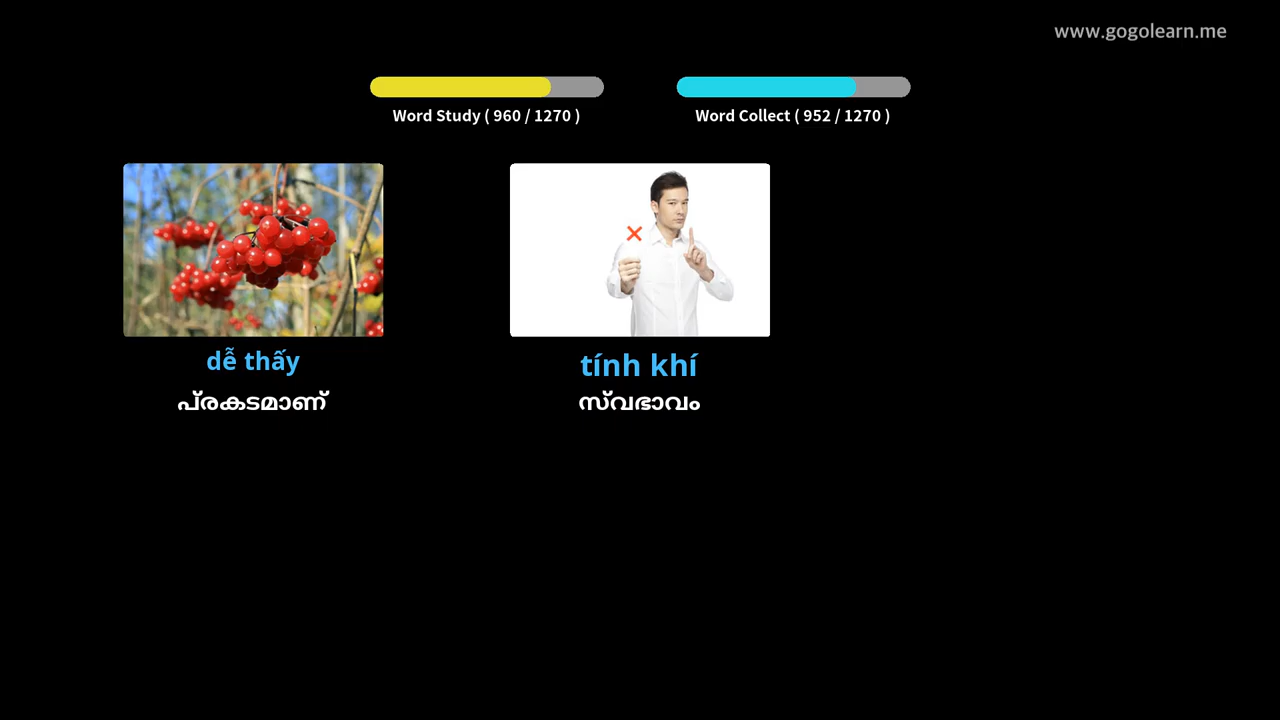 www.gogolearn.me
Word Study ( 960 / 1270 )
Word Collect ( 952 / 1270 )
dễ thấy
പ്രകടമാണ്
tính khí
സ്വഭാവം